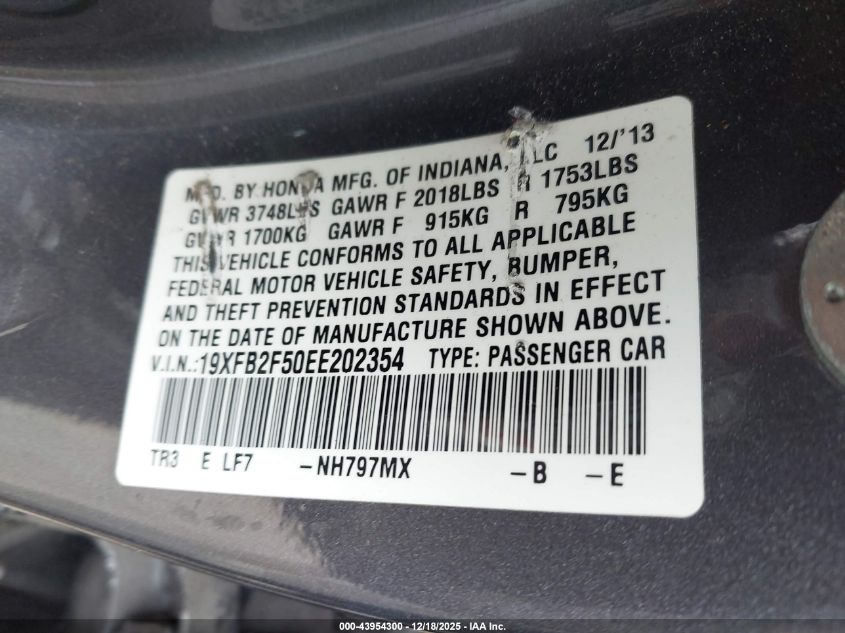 MFD. BY HONDA MFG. OF INDIANA, LLC 12/'13
GVWR 3748LBS GAWR F 2018LBS R 1753LBS
GVWR 1700KG GAWR F 915KG R 795KG
THIS VEHICLE CONFORMS TO ALL APPLICABLE
FEDERAL MOTOR VEHICLE SAFETY, BUMPER,
AND THEFT PREVENTION STANDARDS IN EFFECT
ON THE DATE OF MANUFACTURE SHOWN ABOVE.
V.I.N.:19XFB2F50EE202354 TYPE: PASSENGER CAR
TR3 E LF7 -NH797MX -B -E
000-43954300 - 12/18/2025 - IAA Inc.